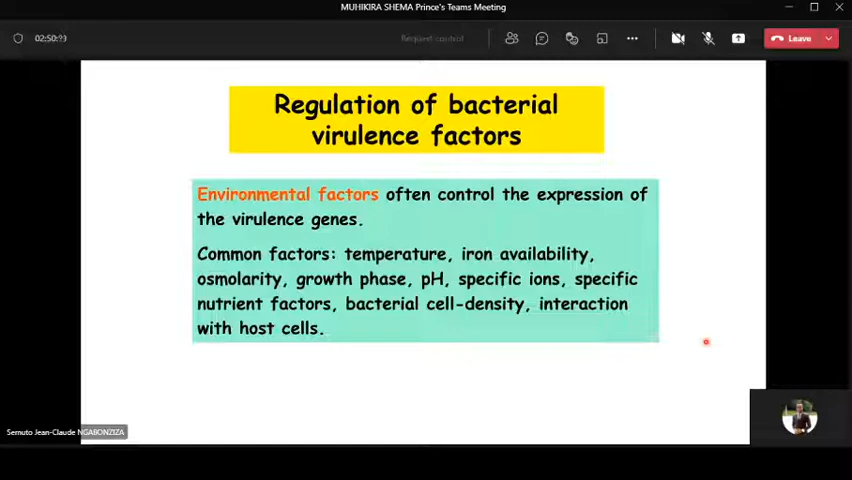 MUHIKIRA SHEMA Prince's Teams Meeting
Request control
Leave
Regulation of bacterial
virulence factors
Environmental factors often control the expression of
the virulence genes.
Common factors: temperature, iron availability,
osmolarity, growth phase, pH, specific ions, specific
nutrient factors, bacterial cell-density, interaction
with host cells.
Semuto Jean-Claude NGABONZIZA